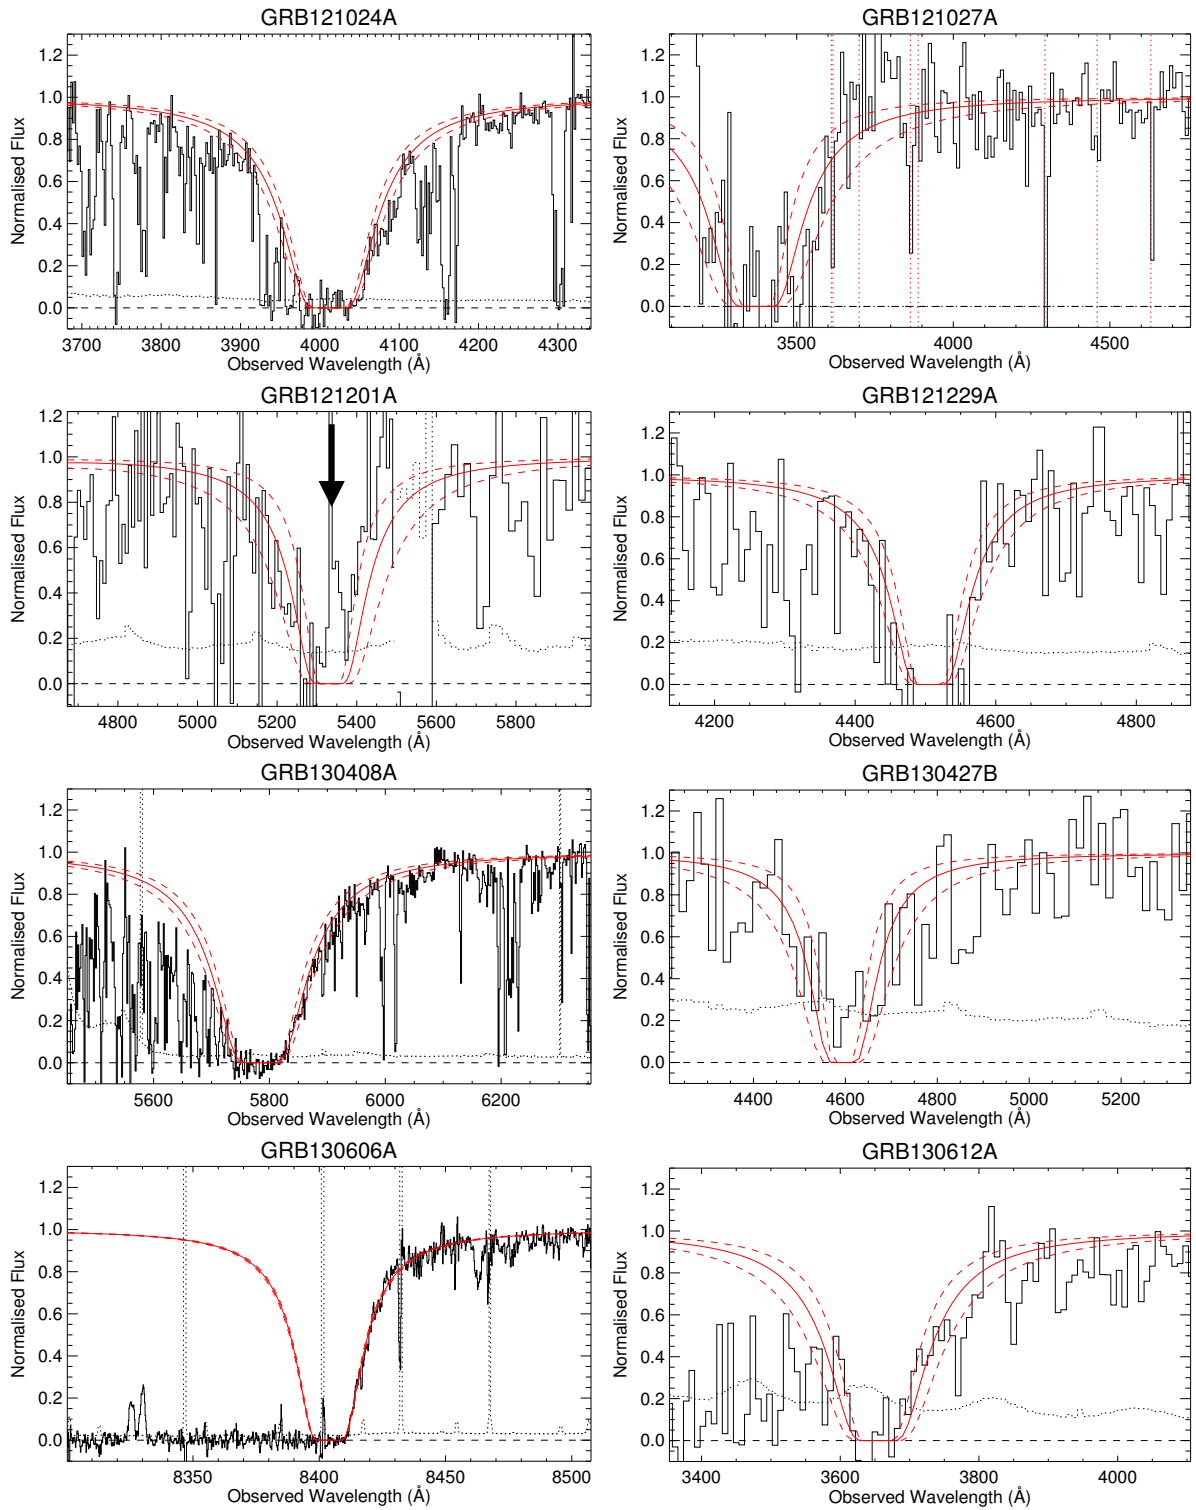 GRB121024A
Normalised Flux
1.2
1.0
0.8
0.6
0.4
0.2
0.0
3700 3800 3900 4000 4100 4200 4300
Observed Wavelength (Å)
GRB121027A
Normalised Flux
1.2
1.0
0.8
0.6
0.4
0.2
0.0
3500 4000 4500
Observed Wavelength (Å)
GRB121201A
Normalised Flux
1.2
1.0
0.8
0.6
0.4
0.2
0.0
4800 5000 5200 5400 5600 5800
Observed Wavelength (Å)
GRB121229A
Normalised Flux
1.2
1.0
0.8
0.6
0.4
0.2
0.0
4200 4400 4600 4800
Observed Wavelength (Å)
GRB130408A
Normalised Flux
1.2
1.0
0.8
0.6
0.4
0.2
0.0
5600 5800 6000 6200
Observed Wavelength (Å)
GRB130427B
Normalised Flux
1.2
1.0
0.8
0.6
0.4
0.2
0.0
4400 4600 4800 5000 5200
Observed Wavelength (Å)
GRB130606A
Normalised Flux
1.2
1.0
0.8
0.6
0.4
0.2
0.0
8350 8400 8450 8500
Observed Wavelength (Å)
GRB130612A
Normalised Flux
1.2
1.0
0.8
0.6
0.4
0.2
0.0
3400 3600 3800 4000
Observed Wavelength (Å)